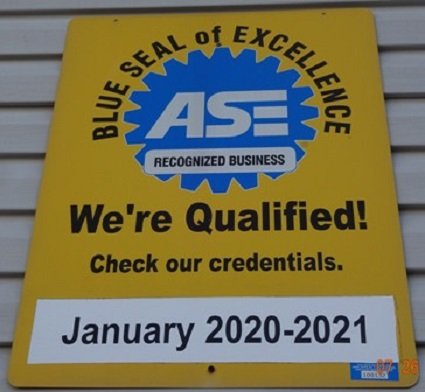 BLUE SEAL of EXCELLENCE
ASE
RECOGNIZED BUSINESS
We're Qualified!
Check our credentials.
January 2020-2021